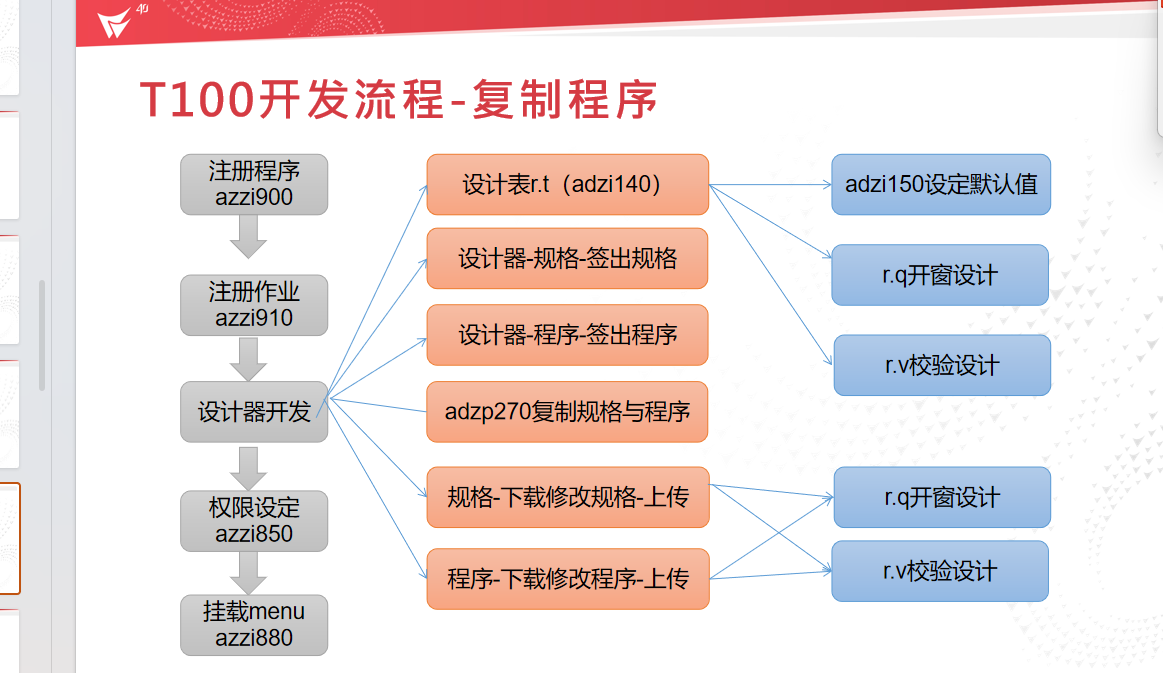 40
T100开发流程-复制程序
注册程序
azzi900
注册作业
azzi910
设计器开发
权限设定
azzi850
挂载menu
azzi880
设计表r.t（adzi140）
设计器-规格-签出规格
设计器-程序-签出程序
adzp270复制规格与程序
规格-下载修改规格-上传
程序-下载修改程序-上传
adzi150设定默认值
r.q开窗设计
r.v校验设计
r.q开窗设计
r.v校验设计